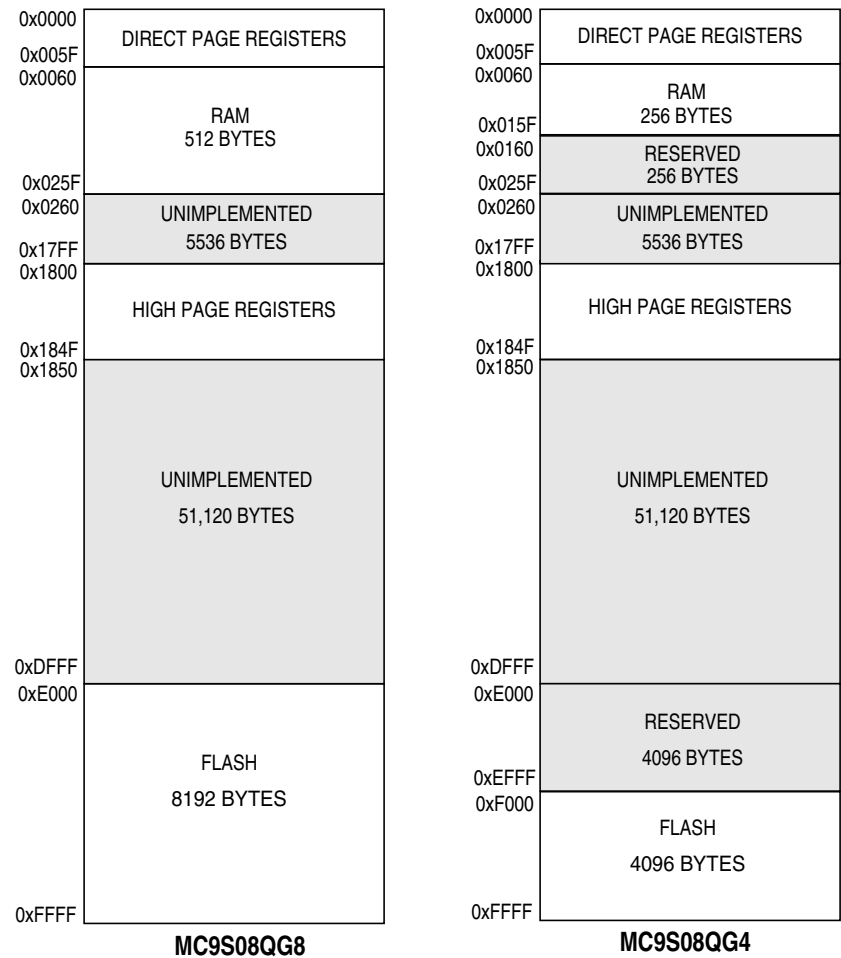 0x0000
DIRECT PAGE REGISTERS
0x005F
0x0060
RAM
512 BYTES
0x025F
0x0260
UNIMPLEMENTED
5536 BYTES
0x17FF
0x1800
HIGH PAGE REGISTERS
0x184F
0x1850
UNIMPLEMENTED
51,120 BYTES
0xDFFF
0xE000
FLASH
8192 BYTES
0xFFFF
MC9S08QG8
0x0000
DIRECT PAGE REGISTERS
0x005F
0x0060
RAM
256 BYTES
0x015F
0x0160
RESERVED
256 BYTES
0x025F
0x0260
UNIMPLEMENTED
5536 BYTES
0x17FF
0x1800
HIGH PAGE REGISTERS
0x184F
0x1850
UNIMPLEMENTED
51,120 BYTES
0xDFFF
0xE000
RESERVED
4096 BYTES
0xEFFF
0xF000
FLASH
4096 BYTES
0xFFFF
MC9S08QG4